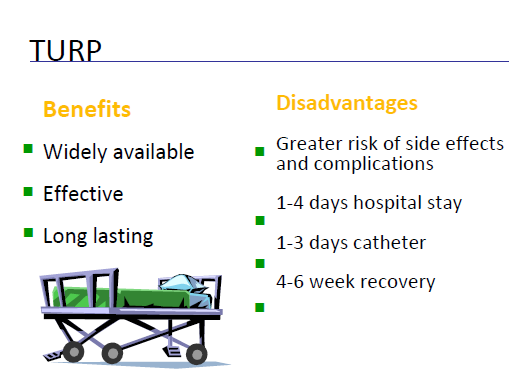 TURP
Benefits
Widely available
Effective
Long lasting
Disadvantages
Greater risk of side effects
and complications
1-4 days hospital stay
1-3 days catheter
4-6 week recovery